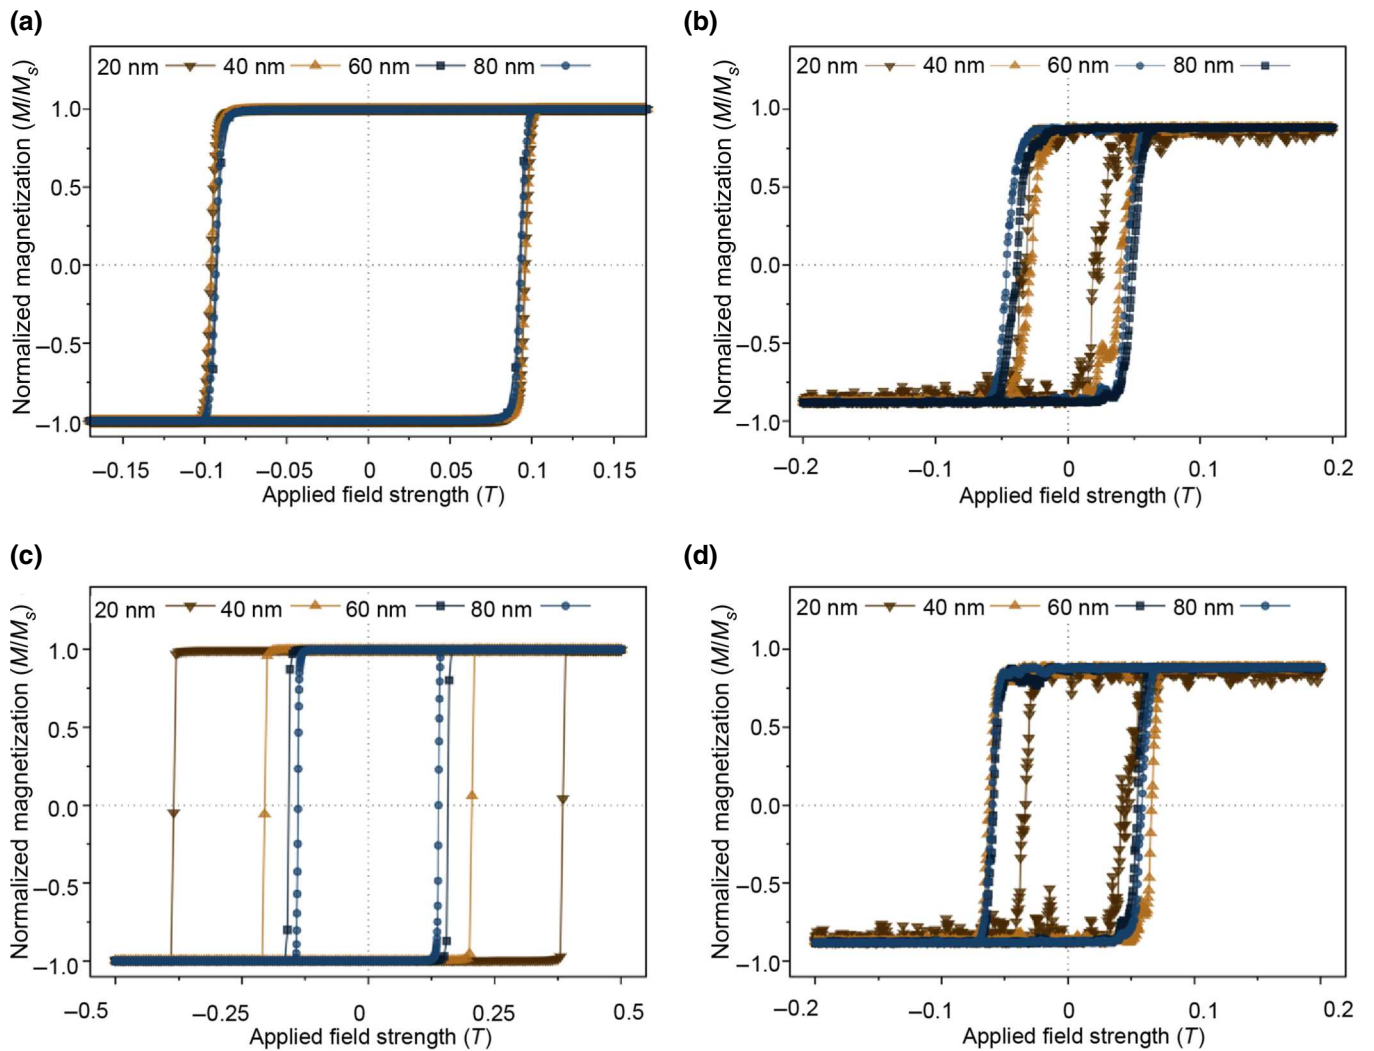 (a)
20 nm 40 nm 60 nm 80 nm
Normalized magnetization (M/Mₛ)
1.0
0.5
0.0
–0.5
–1.0
–0.15 –0.1 –0.05 0 0.05 0.1 0.15
Applied field strength (T)
(b)
20 nm 40 nm 60 nm 80 nm
Normalized magnetization (M/Mₛ)
1.0
0.5
0.0
–0.5
–1.0
–0.2 –0.1 0 0.1 0.2
Applied field strength (T)
(c)
20 nm 40 nm 60 nm 80 nm
Normalized magnetization (M/Mₛ)
1.0
0.5
0.0
–0.5
–1.0
–0.5 –0.25 0 0.25 0.5
Applied field strength (T)
(d)
20 nm 40 nm 60 nm 80 nm
Normalized magnetization (M/Mₛ)
1.0
0.5
0.0
–0.5
–1.0
–0.2 –0.1 0 0.1 0.2
Applied field strength (T)